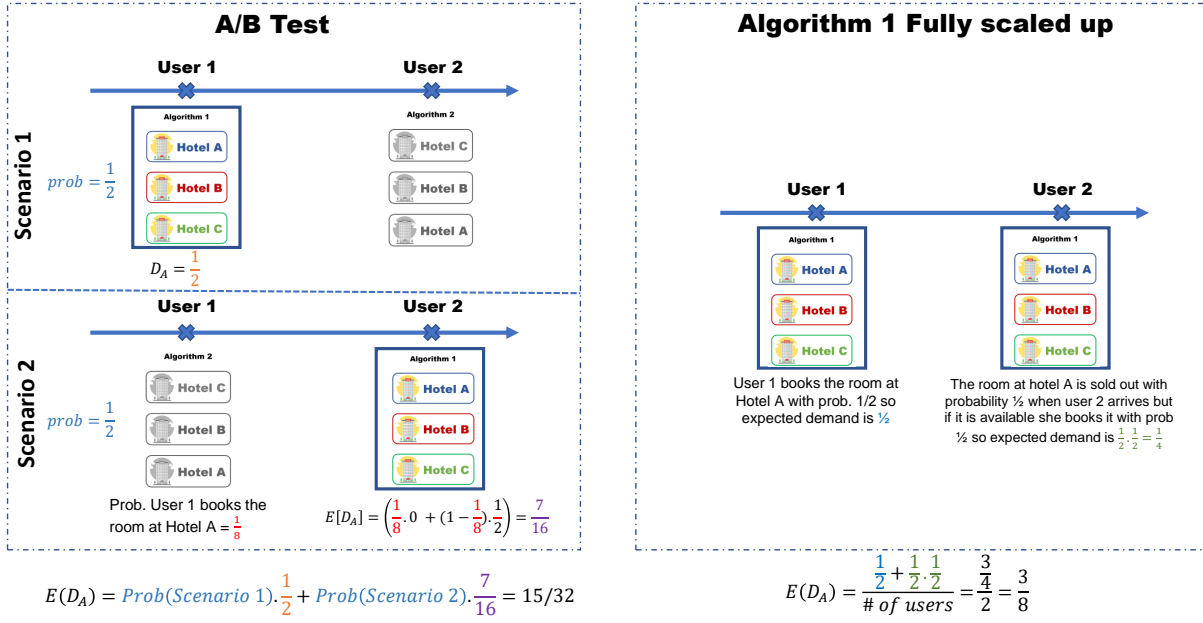 A/B Test
Scenario 1
User 1
User 2
prob = 1/2
Algorithm 1
Hotel A
Hotel B
Hotel C
D_A = 1/2
Algorithm 2
Hotel C
Hotel B
Hotel A
Scenario 2
User 1
User 2
prob = 1/2
Algorithm 2
Hotel C
Hotel B
Hotel A
Prob. User 1 books the
room at Hotel A = 1/8
Algorithm 1
Hotel A
Hotel B
Hotel C
E[D_A] = (1/8 . 0 + (1 − 1/8) . 1/2) = 7/16
E(D_A) = Prob(Scenario 1). 1/2 + Prob(Scenario 2). 7/16 = 15/32
Algorithm 1 Fully scaled up
User 1
User 2
Algorithm 1
Hotel A
Hotel B
Hotel C
User 1 books the room at
Hotel A with prob. 1/2 so
expected demand is ½
Algorithm 1
Hotel A
Hotel B
Hotel C
The room at hotel A is sold out with
probability ½ when user 2 arrives but
if it is available she books it with prob
½ so expected demand is 1/2 . 1/2 = 1/4
E(D_A) = (1/2 + 1/2 . 1/2) / # of users = (3/4) / 2 = 3/8